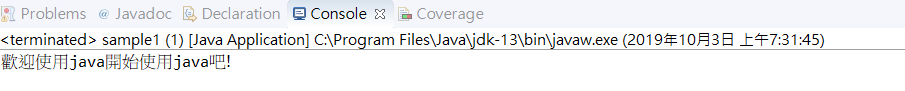 Problems @ Javadoc Declaration Console Coverage
<terminated> sample1 (1) [Java Application] C:\Program Files\Java\jdk-13\bin\javaw.exe (2019年10月3日 上午7:31:45)
歡迎使用java開始使用java吧!